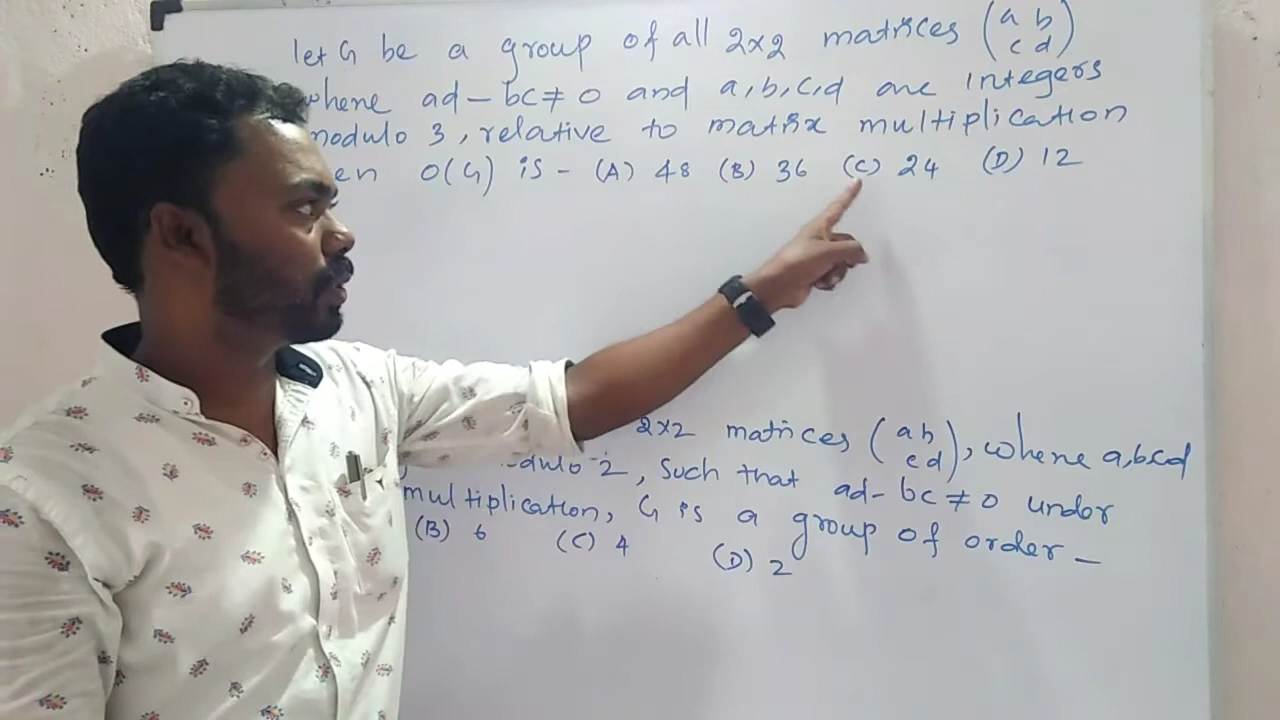 let G be a group of all 2x2 matrices (a b
c d)
where ad - bc ≠ 0 and a,b,c,d are integers
modulo 3, relative to matrix multiplication
en O(G) is - (A) 48 (B) 36 (C) 24 (D) 12
2x2 matrices (a b
c d), where a,b,c,d
dulo 2, such that ad - bc ≠ 0 under
multiplication, G is a group of order -
(B) 6 (C) 4 (D) 2